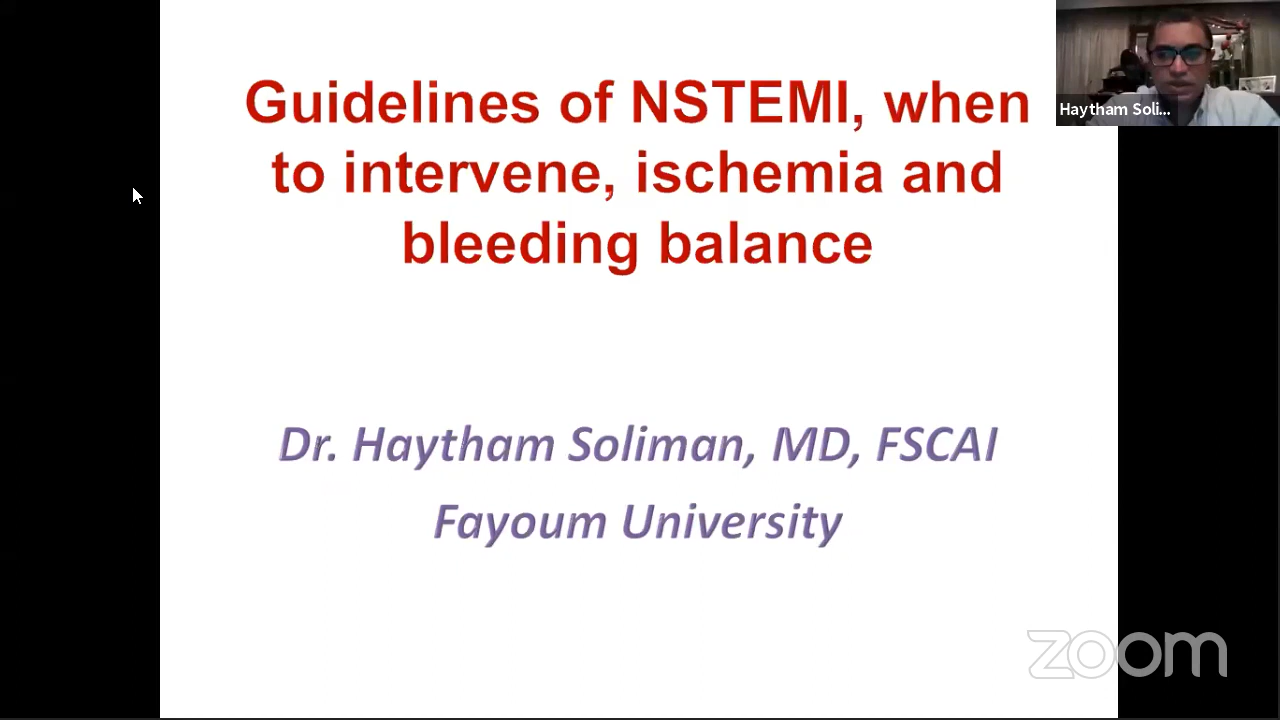 Guidelines of NSTEMI, when
to intervene, ischemia and
bleeding balance
Haytham Soli...
Dr. Haytham Soliman, MD, FSCAI
Fayoum University
zoom